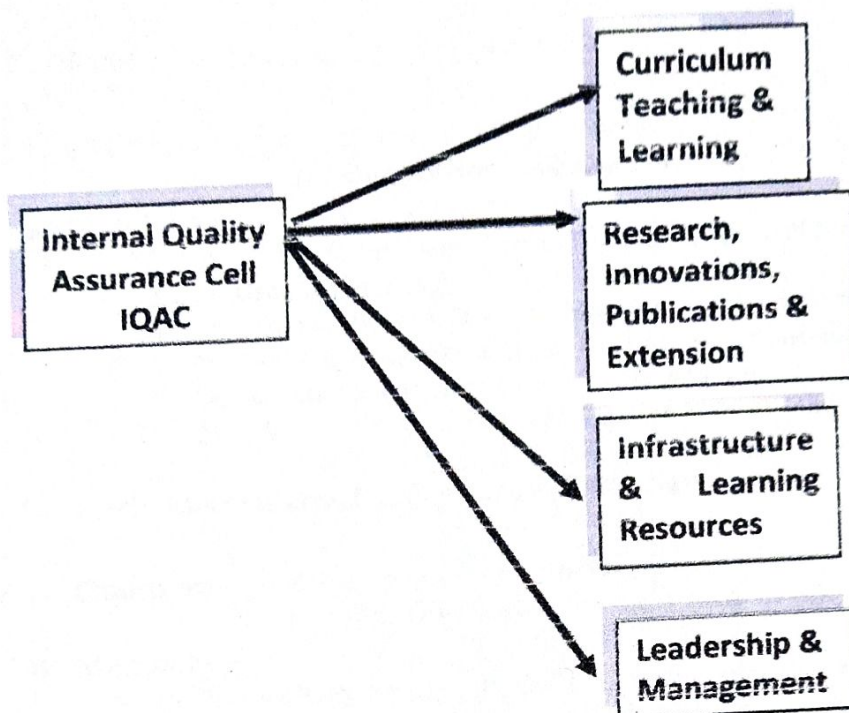 Internal Quality
Assurance Cell
IQAC
Curriculum
Teaching &
Learning
Research,
Innovations,
Publications &
Extension
Infrastructure
& Learning
Resources
Leadership &
Management